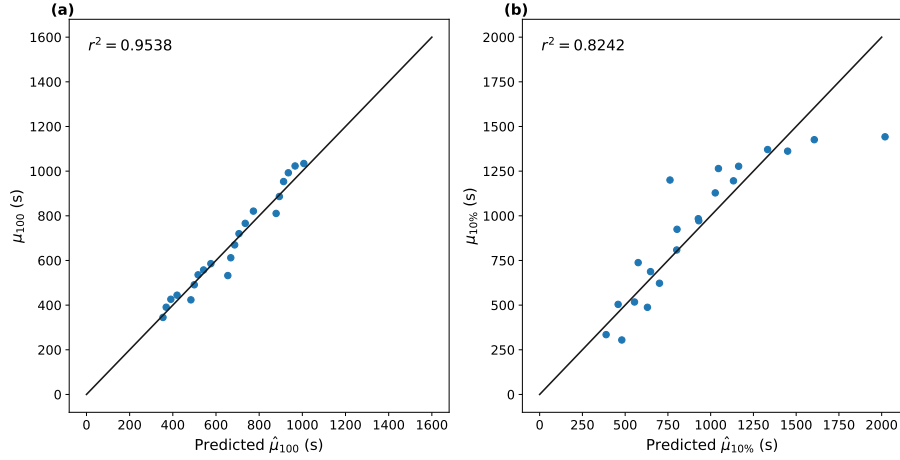 (a)
r² = 0.9538
1600
1400
1200
1000
800
600
400
200
0
μ₁₀₀ (s)
0 200 400 600 800 1000 1200 1400 1600
Predicted μ̂₁₀₀ (s)
(b)
r² = 0.8242
2000
1750
1500
1250
1000
750
500
250
0
μ₁₀% (s)
0 250 500 750 1000 1250 1500 1750 2000
Predicted μ̂₁₀% (s)